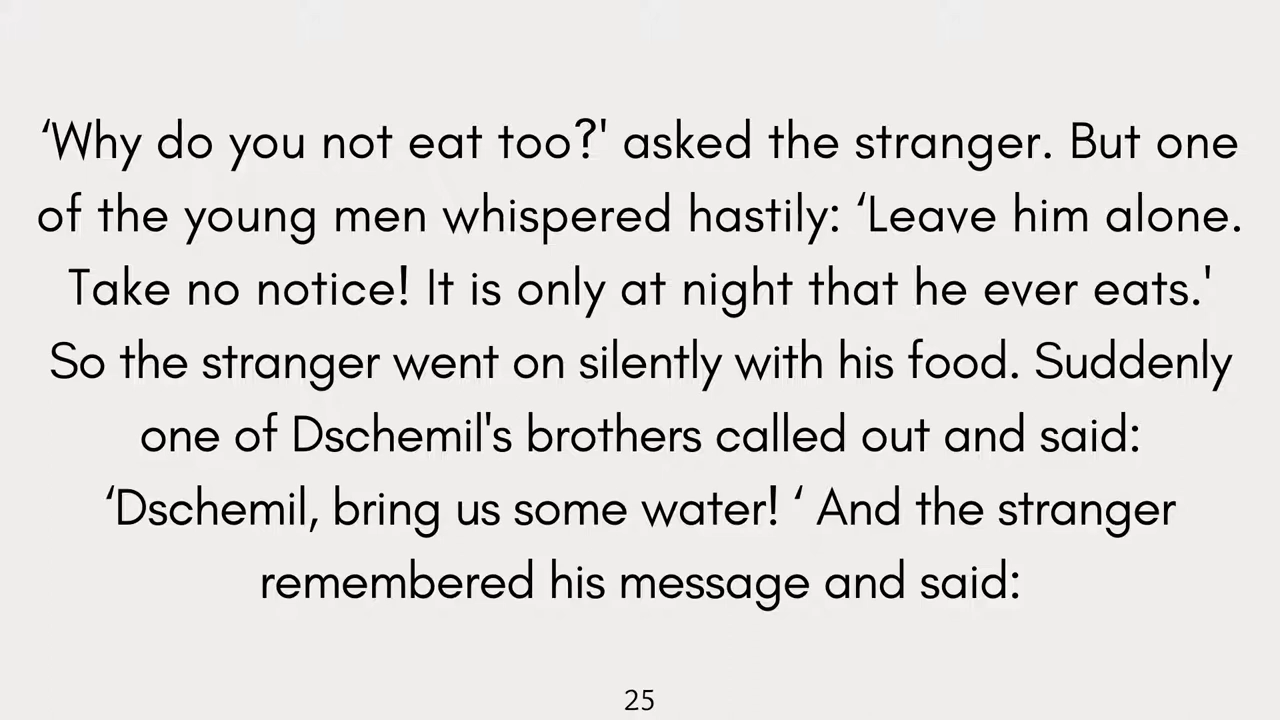 ‘Why do you not eat too?' asked the stranger. But one
of the young men whispered hastily: ‘Leave him alone.
Take no notice! It is only at night that he ever eats.'
So the stranger went on silently with his food. Suddenly
one of Dschemil's brothers called out and said:
‘Dschemil, bring us some water! ‘ And the stranger
remembered his message and said:
25